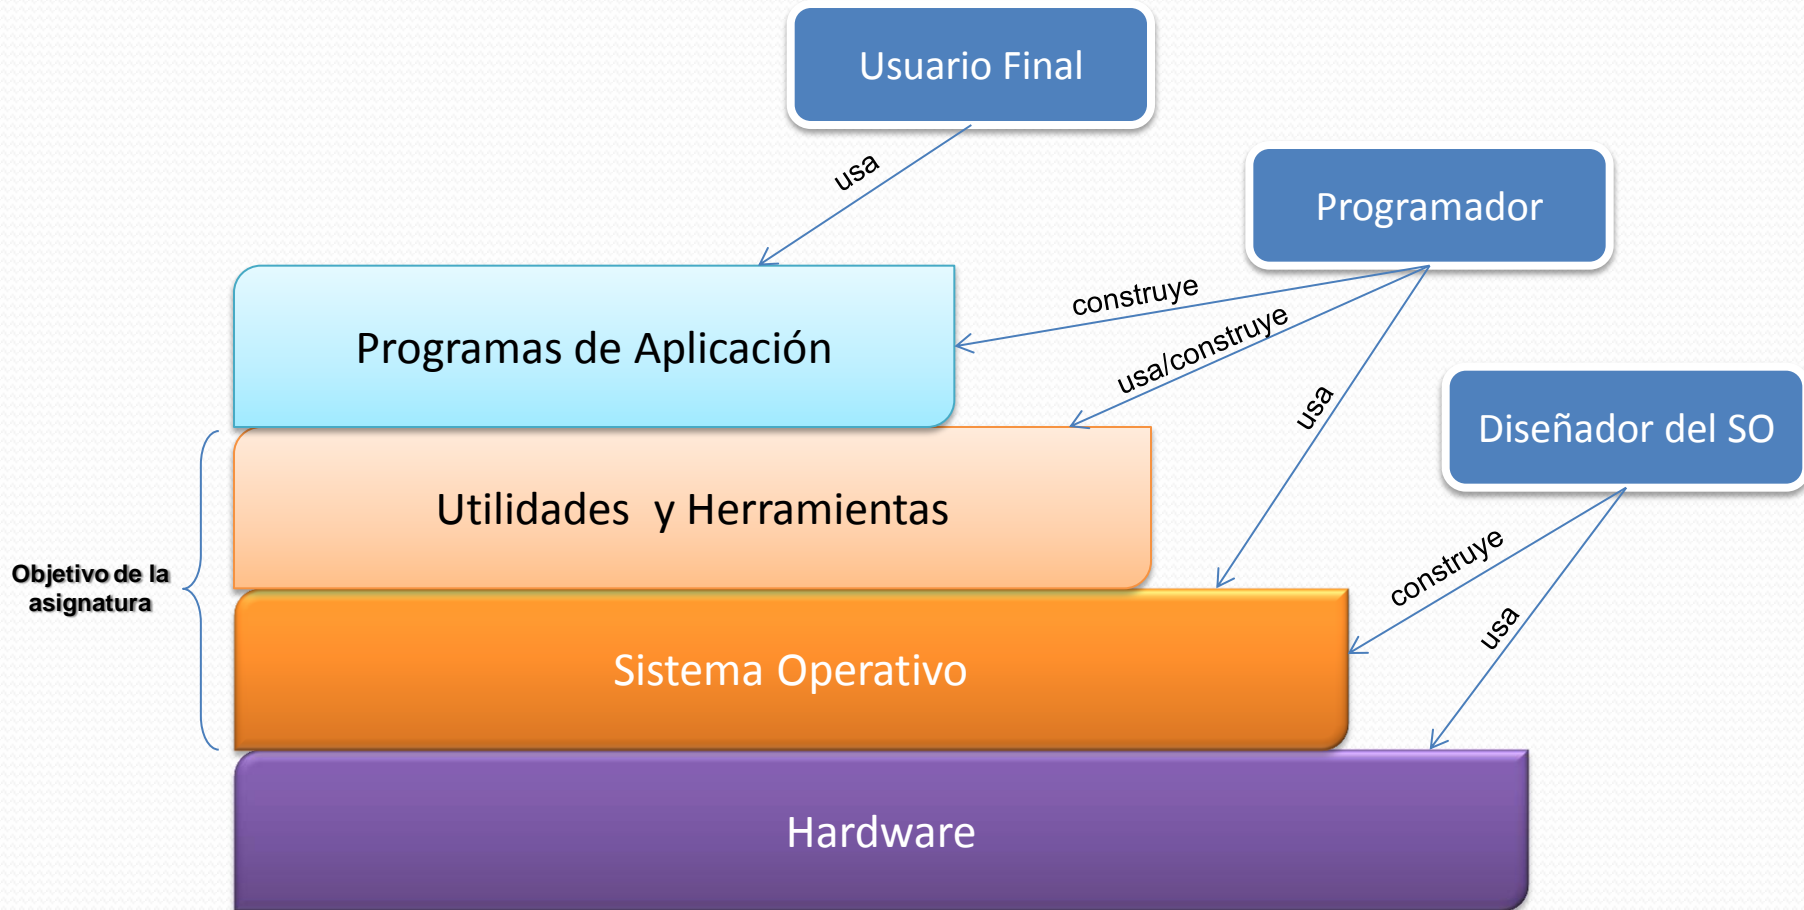 Usuario Final
usa
Programador
construye
Programas de Aplicación
usa/construye
usa
Diseñador del SO
Utilidades y Herramientas
construye
Objetivo de la
asignatura
usa
Sistema Operativo
Hardware